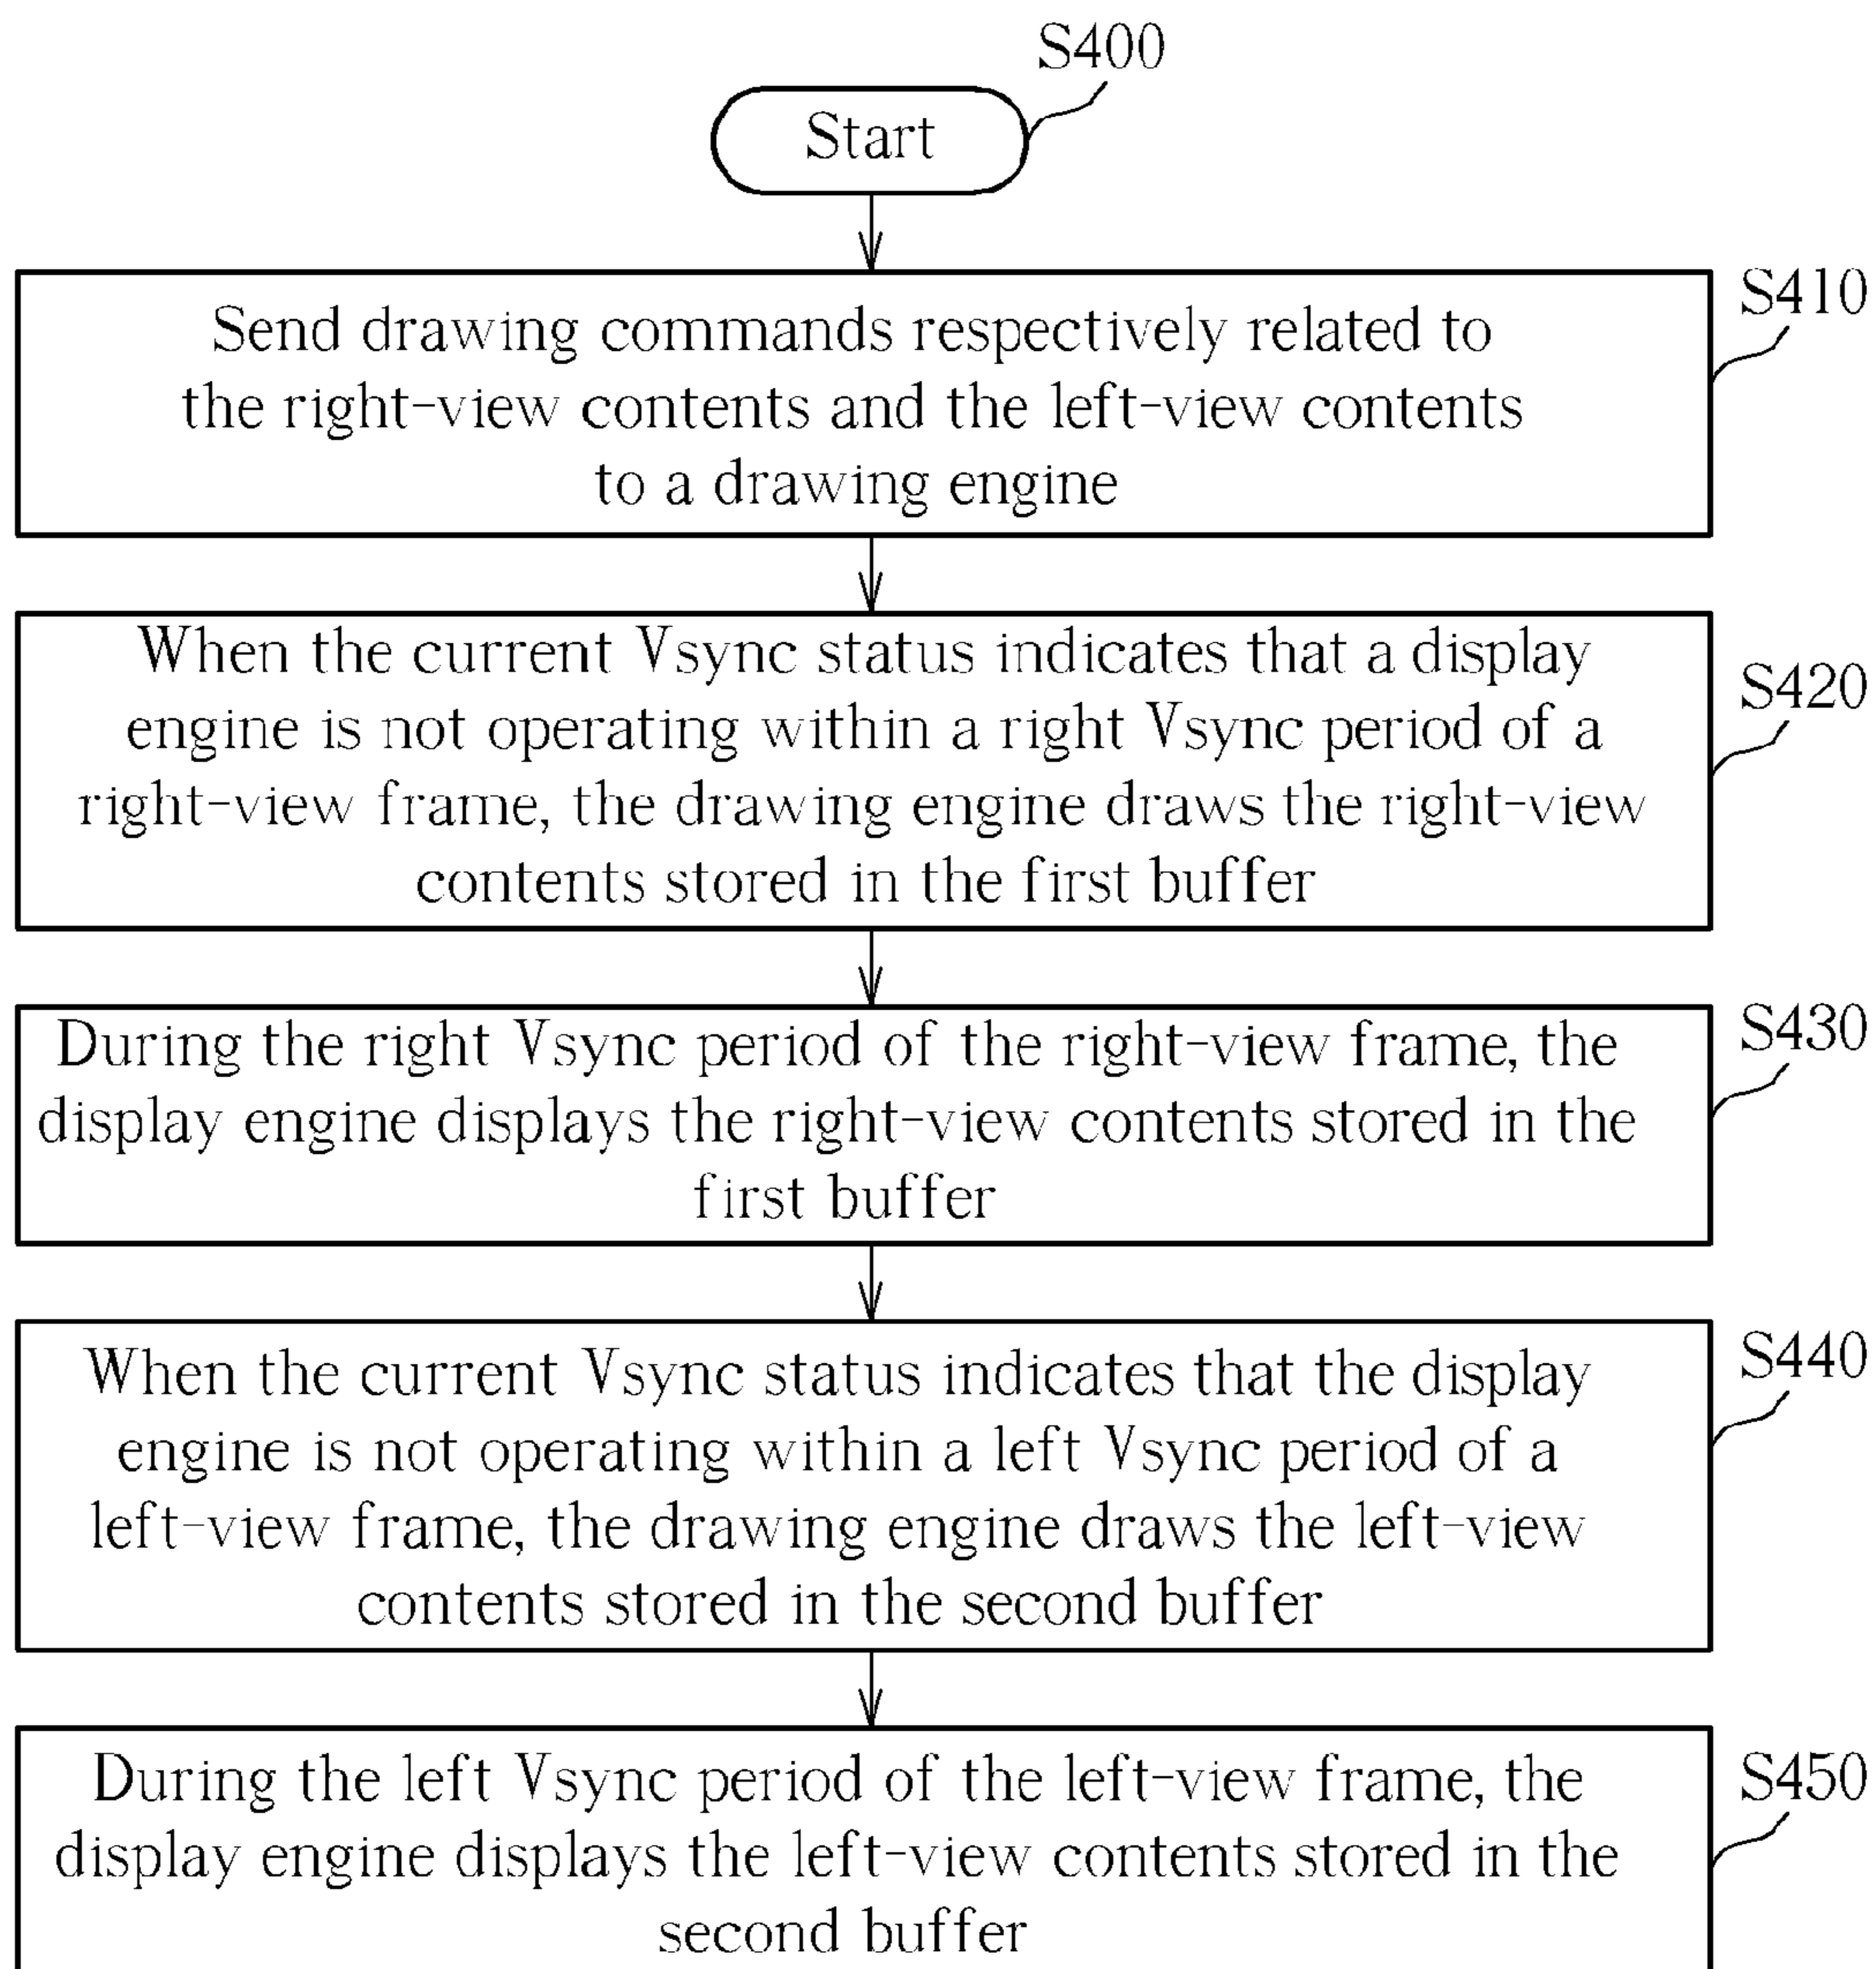 S400
Start
S410
Send drawing commands respectively related to
the right-view contents and the left-view contents
to a drawing engine
When the current Vsync status indicates that a display
S420
engine is not operating within a right Vsync period of a
right-view frame, the drawing engine draws the right-view
contents stored in the first buffer
S430
During the right Vsync period of the right-view frame, the
display engine displays the right-view contents stored in the
first buffer
S440
When the current Vsync status indicates that the display
engine is not operating within a left Vsync period of a
left-view frame, the drawing engine draws the left-view
contents stored in the second buffer
S450
During the left Vsync period of the left-view frame, the
display engine displays the left-view contents stored in the
second buffer